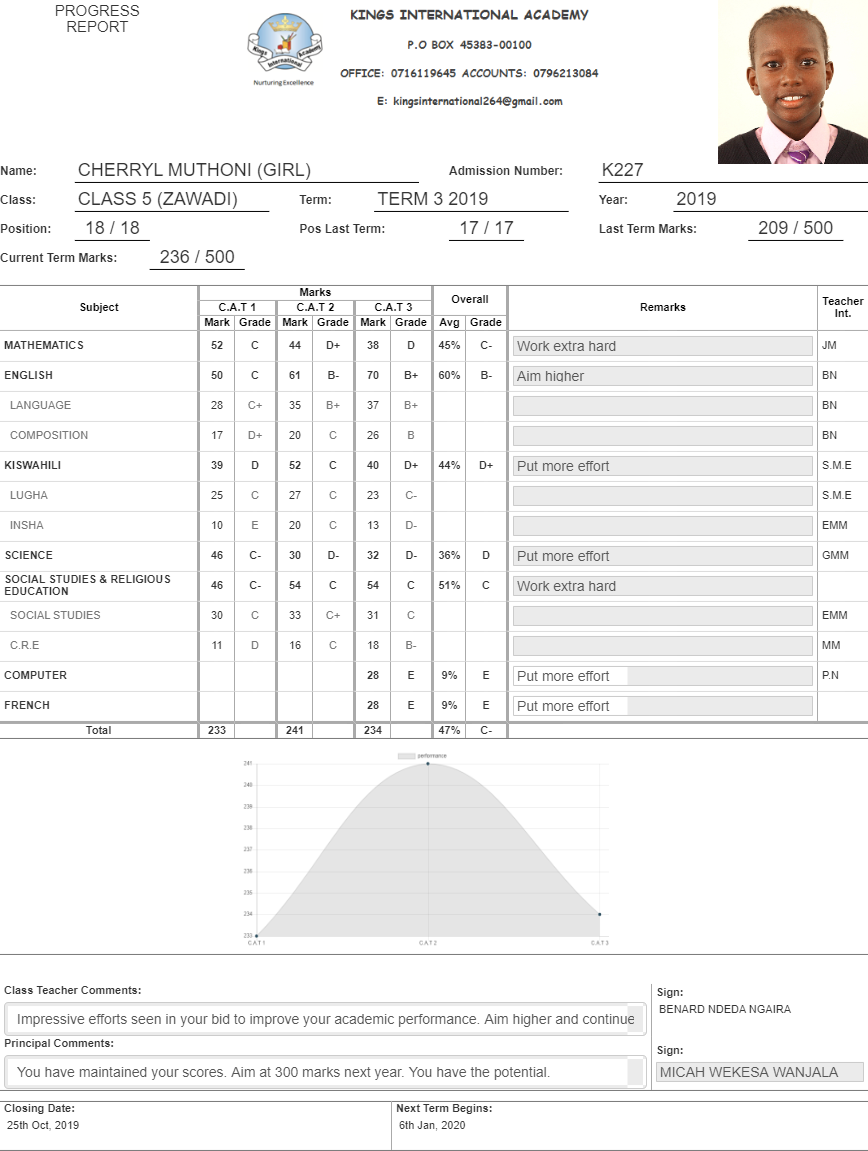 PROGRESS
REPORT
KINGS INTERNATIONAL ACADEMY
P.O BOX 45383-00100
OFFICE: 0716119645 ACCOUNTS: 0796213084
E: kingsinternational264@gmail.com
Kings Academy
International
Nurturing Excellence
Name: CHERRYL MUTHONI (GIRL) Admission Number: K227
Class: CLASS 5 (ZAWADI) Term: TERM 3 2019 Year: 2019
Position: 18 / 18 Pos Last Term: 17 / 17 Last Term Marks: 209 / 500
Current Term Marks: 236 / 500
Subject Marks Overall Remarks Teacher Int.
C.A.T 1 C.A.T 2 C.A.T 3
Mark Grade Mark Grade Mark Grade Avg Grade
MATHEMATICS 52 C 44 D+ 38 D 45% C- Work extra hard JM
ENGLISH 50 C 61 B- 70 B+ 60% B- Aim higher BN
LANGUAGE 28 C+ 35 B+ 37 B+ BN
COMPOSITION 17 D+ 20 C 26 B BN
KISWAHILI 39 D 52 C 40 D+ 44% D+ Put more effort S.M.E
LUGHA 25 C 27 C 23 C- S.M.E
INSHA 10 E 20 C 13 D- EMM
SCIENCE 46 C- 30 D- 32 D- 36% D Put more effort GMM
SOCIAL STUDIES & RELIGIOUS
EDUCATION 46 C- 54 C 54 C 51% C Work extra hard
SOCIAL STUDIES 30 C 33 C+ 31 C EMM
C.R.E 11 D 16 C 18 B- MM
COMPUTER 28 E 9% E Put more effort P.N
FRENCH 28 E 9% E Put more effort
Total 233 241 234 47% C-
performance
241
240
239
238
237
236
235
234
233
C.A.T 1 C.A.T 2 C.A.T 3
Class Teacher Comments:
Impressive efforts seen in your bid to improve your academic performance. Aim higher and continue
Sign:
BENARD NDEDA NGAIRA
Principal Comments:
You have maintained your scores. Aim at 300 marks next year. You have the potential.
Sign:
MICAH WEKESA WANJALA
Closing Date: Next Term Begins:
25th Oct, 2019 6th Jan, 2020